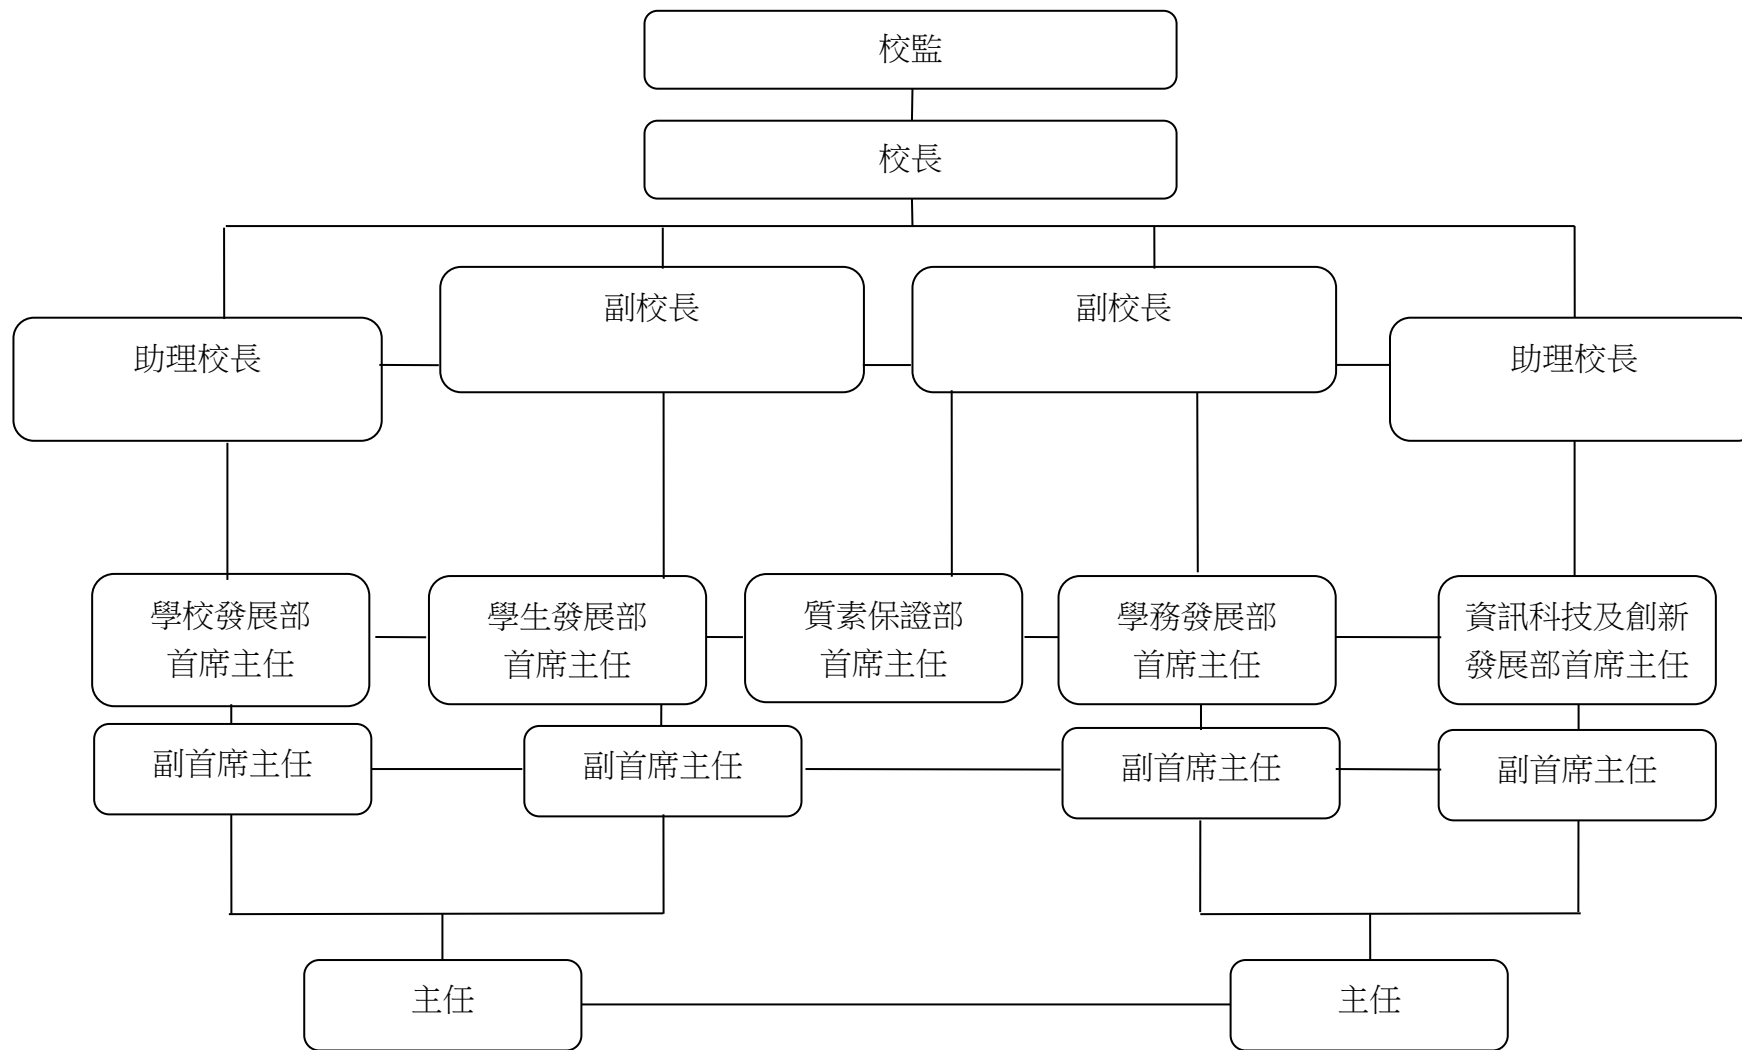 校監
校長
副校長
副校長
助理校長
助理校長
學校發展部
首席主任
學生發展部
首席主任
質素保證部
首席主任
學務發展部
首席主任
資訊科技及創新
發展部首席主任
副首席主任
副首席主任
副首席主任
副首席主任
主任
主任